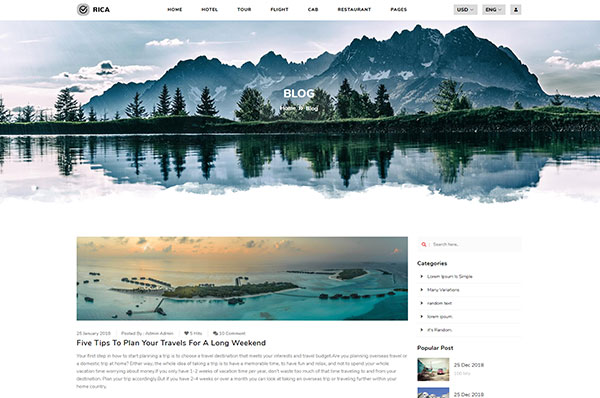 RICA
HOME HOTEL TOUR FLIGHT CAB RESTAURANT PAGES
USD ENG
BLOG
Home Blog
Search here..
25 January 2018 Posted By : Admin Admin 5 Hits 10 Comment
Five Tips To Plan Your Travels For A Long Weekend
Your first step in tour to start planning a trip is to choose a travel destination that meets your interests and travel budget.Are you planning overseas travel or
a domestic trip at home? Either way, the whole idea of taking a trip is to have a memorable time, to have fun and relax, and not to end up spending your whole
vacation time worrying about money.If you only have 1-2 weeks of vacation time per year, don't waste too much of that time traveling to and from your
destination. Plan your trip accordingly.But if you have 2-4 weeks or over a month you can look at taking an overseas trip or traveling further within your
home country.
Categories
Lorem Ipsum Is Simple
Many Variations
random text
lorem ipsum
It's Random
Popular Post
25 Dec 2018
25 Dec 2018